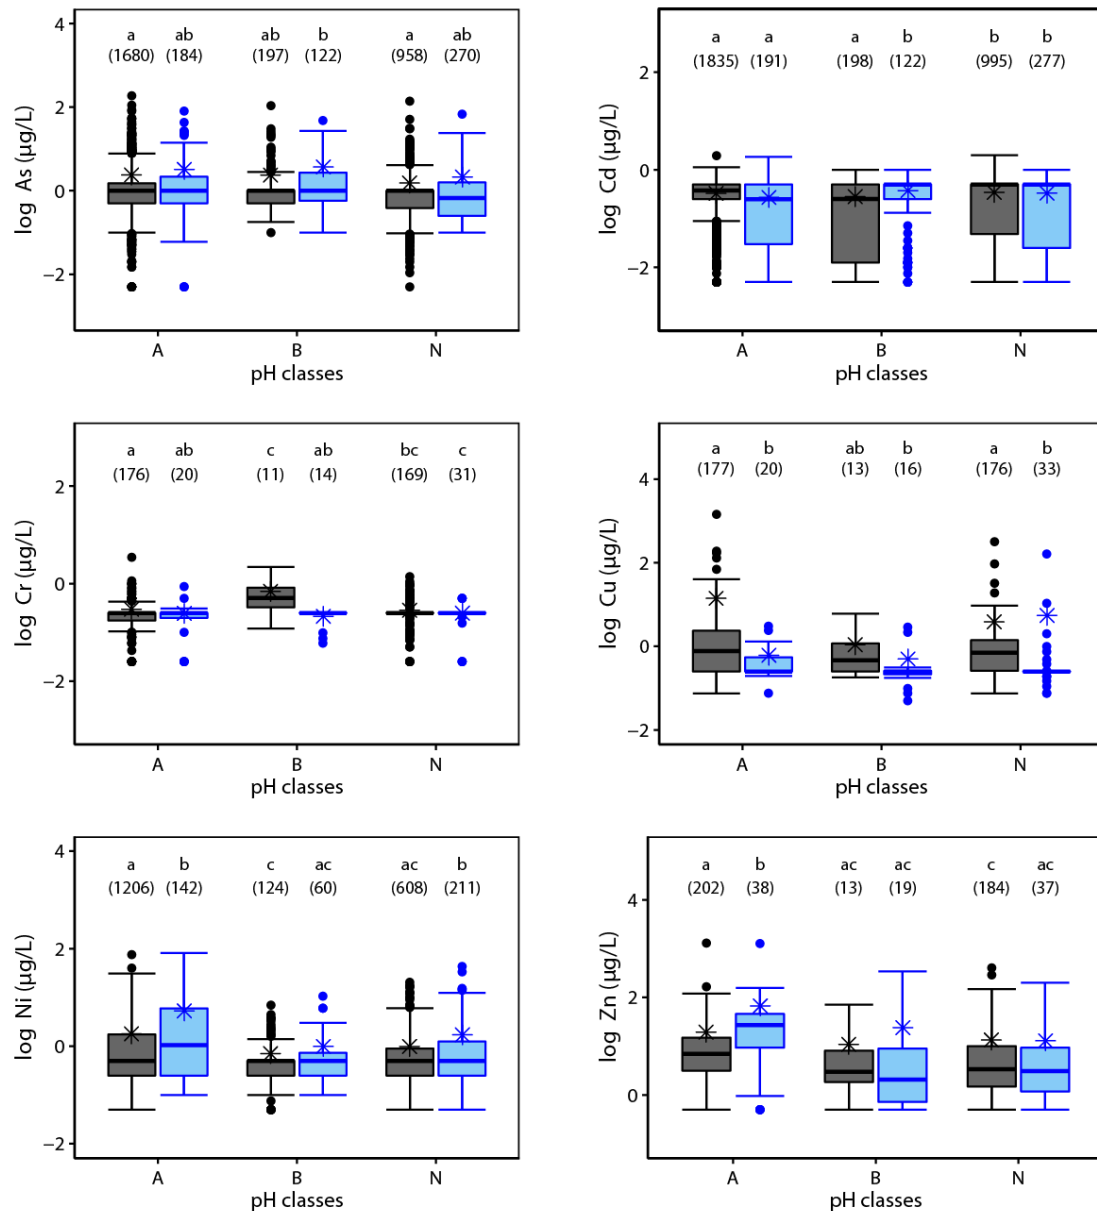 log As (µg/L)
4
2
0
−2
a ab ab b a ab
(1680) (184) (197) (122) (958) (270)
A B N
pH classes
log Cd (µg/L)
2
0
−2
a a a b b b
(1835) (191) (198) (122) (995) (277)
A B N
pH classes
log Cr (µg/L)
2
0
−2
a ab c ab bc c
(176) (20) (11) (14) (169) (31)
A B N
pH classes
log Cu (µg/L)
4
2
0
−2
a b ab b a b
(177) (20) (13) (16) (176) (33)
A B N
pH classes
log Ni (µg/L)
4
2
0
−2
a b c ac ac b
(1206) (142) (124) (60) (608) (211)
A B N
pH classes
log Zn (µg/L)
4
2
0
a b ac ac c ac
(202) (38) (13) (19) (184) (37)
A B N
pH classes